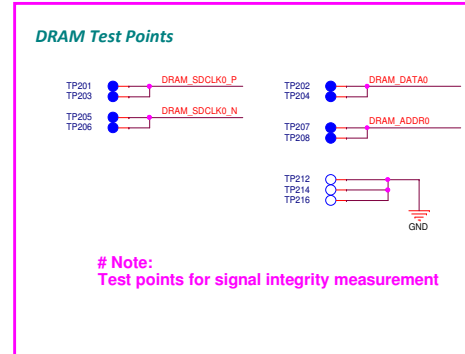 DRAM Test Points
TP201 DRAM_SDCLK0_P
TP203
TP205 DRAM_SDCLK0_N
TP206
TP202 DRAM_DATA0
TP204
TP207 DRAM_ADDR0
TP208
TP212
TP214
TP216
GND
# Note:
Test points for signal integrity measurement